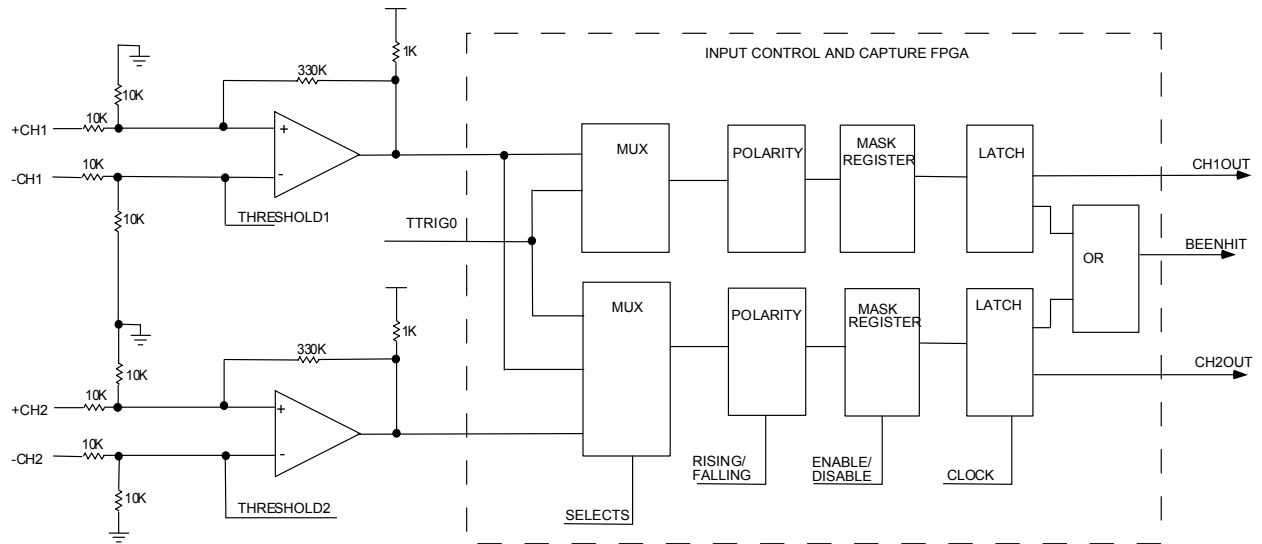 INPUT CONTROL AND CAPTURE FPGA
1K
330K
10K
10K
+CH1
10K
-CH1
10K
THRESHOLD1
+
-
MUX
POLARITY
MASK
REGISTER
LATCH
CH1OUT
TTRIG0
OR
BEENHIT
MUX
POLARITY
MASK
REGISTER
LATCH
CH2OUT
1K
330K
10K
10K
+CH2
10K
-CH2
10K
THRESHOLD2
+
-
RISING/
FALLING
ENABLE/
DISABLE
CLOCK
SELECTS